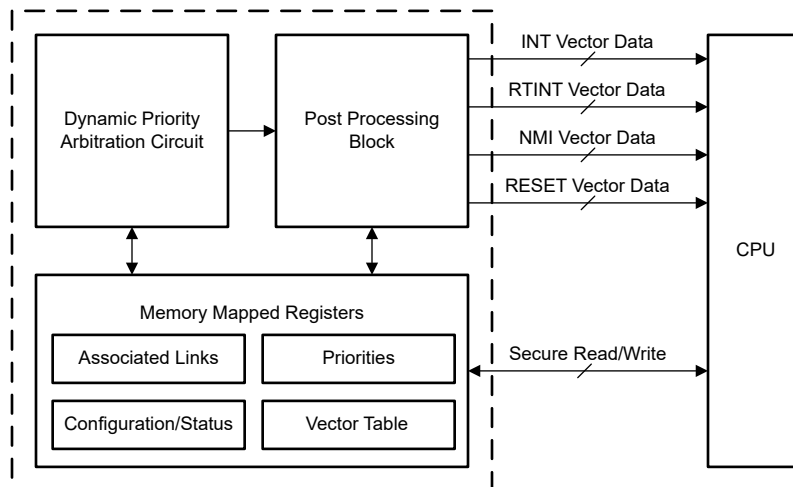 INT Vector Data
RTINT Vector Data
NMI Vector Data
RESET Vector Data
Dynamic Priority
Arbitration Circuit
Post Processing
Block
CPU
Memory Mapped Registers
Associated Links
Priorities
Configuration/Status
Vector Table
Secure Read/Write